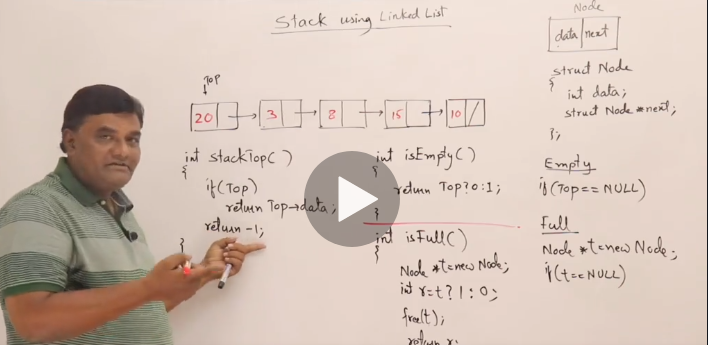 Stack using Linked List
Top
20 3 8 15 10
int stackTop( )
{
if(Top)
return Top→data;
return -1;
}
int isEmpty( )
{
return Top?0:1;
}
int isFull( )
{
Node *t=new Node;
int r=t?1:0;
free(t);
return r;
Node
data next
struct Node
{
int data;
struct Node *next;
};
Empty
if(Top==NULL)
Full
Node *t=new Node;
if(t==NULL)